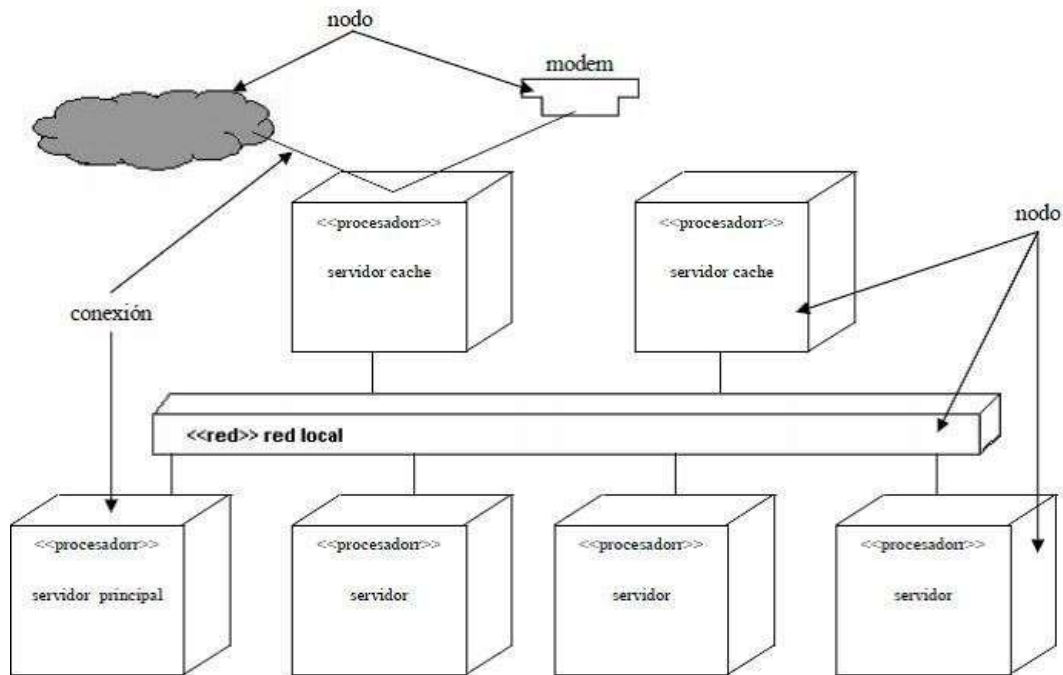 nodo
modem
<<procesadorr>>
servidor cache
<<procesadorr>>
servidor cache
nodo
conexión
<<red>> red local
<<procesadorr>>
servidor principal
<<procesadorr>>
servidor
<<procesadorr>>
servidor
<<procesadorr>>
servidor